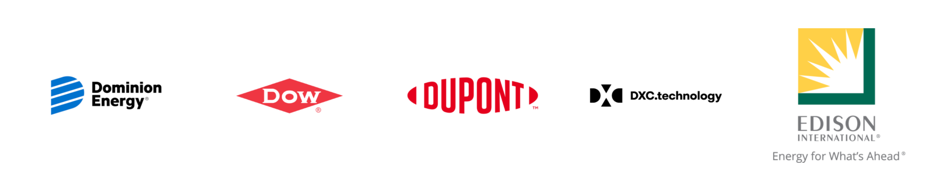 Dominion
Energy®
DOW
®
DUPONT
™
DXC.technology
EDISON
INTERNATIONAL®
Energy for What's Ahead®